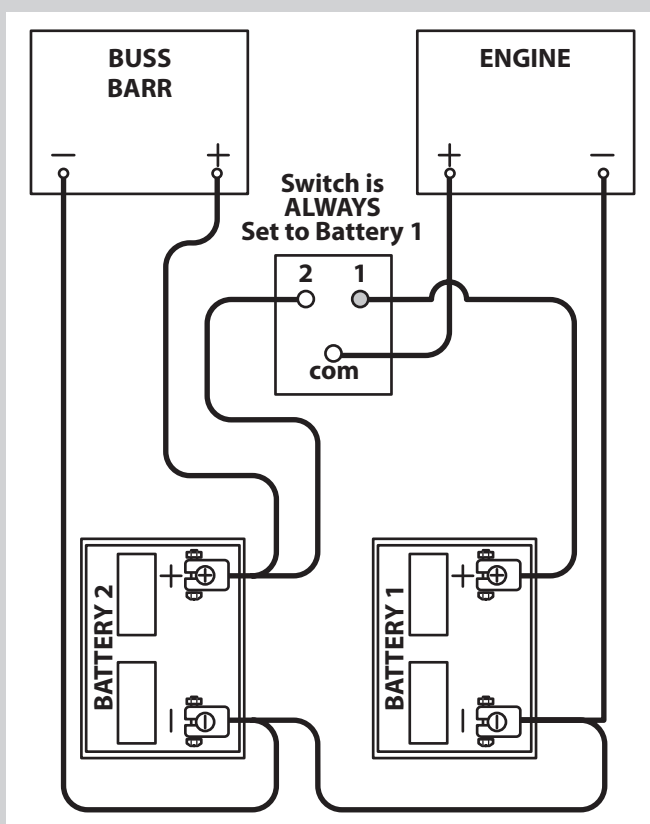 BUSS
BARR
ENGINE
− +
+ −
Switch is
ALWAYS
Set to Battery 1
2 1
com
BATTERY 2
+
−
BATTERY 1
+
−